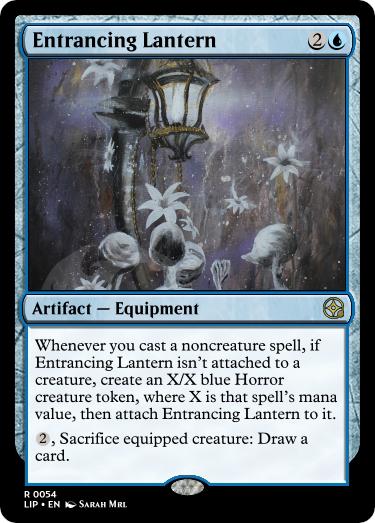 Entrancing Lantern 2
Artifact — Equipment
Whenever you cast a noncreature spell, if
Entrancing Lantern isn't attached to a
creature, create an X/X blue Horror
creature token, where X is that spell's mana
value, then attach Entrancing Lantern to it.
2, Sacrifice equipped creature: Draw a
card.
R 0054
LIP • EN Sarah Mrl